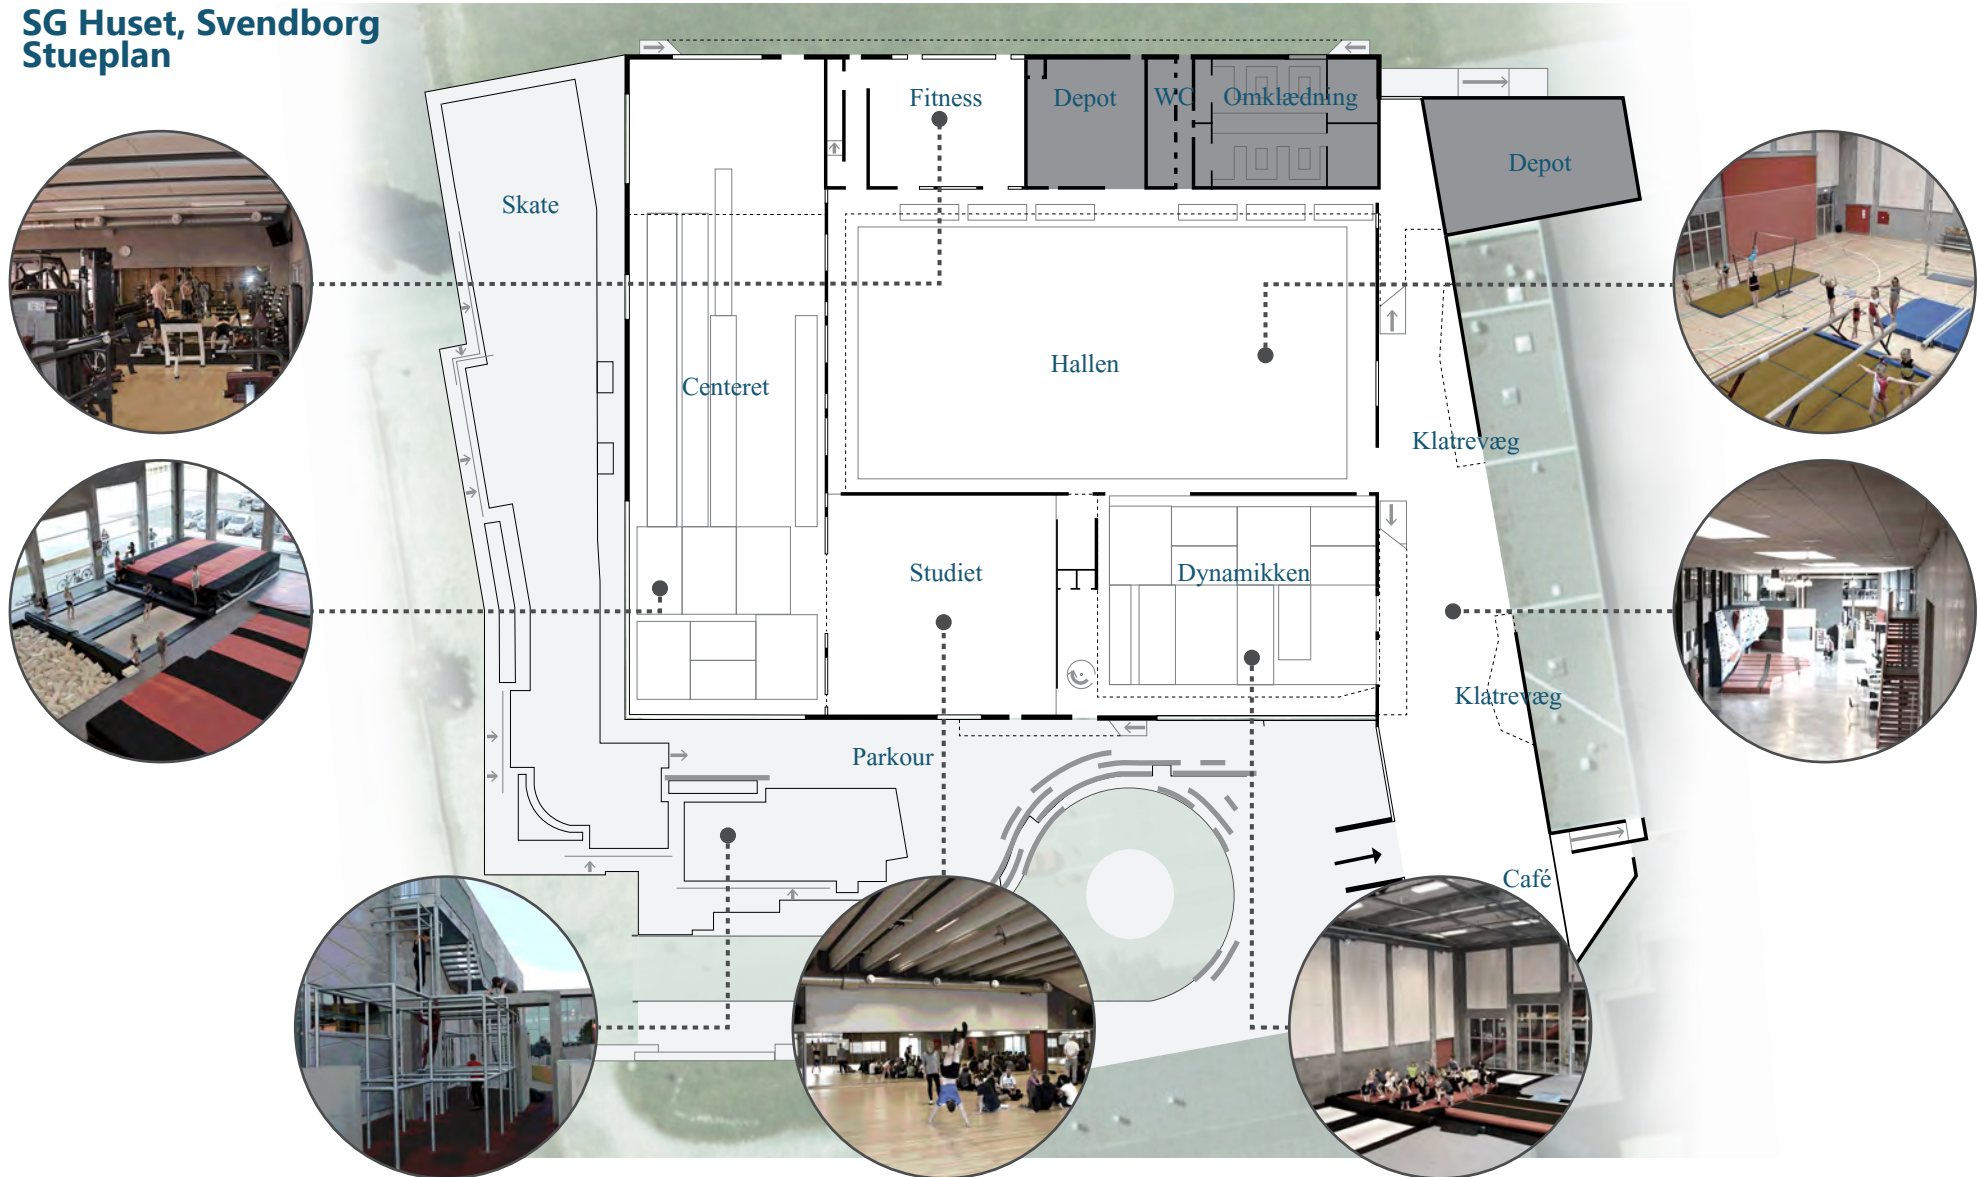 SG Huset, Svendborg
Stueplan
Fitness
Depot
WC
Omklædning
Depot
Skate
Hallen
Centeret
Klatrevæg
Studiet
Dynamikken
Klatrevæg
Parkour
Café